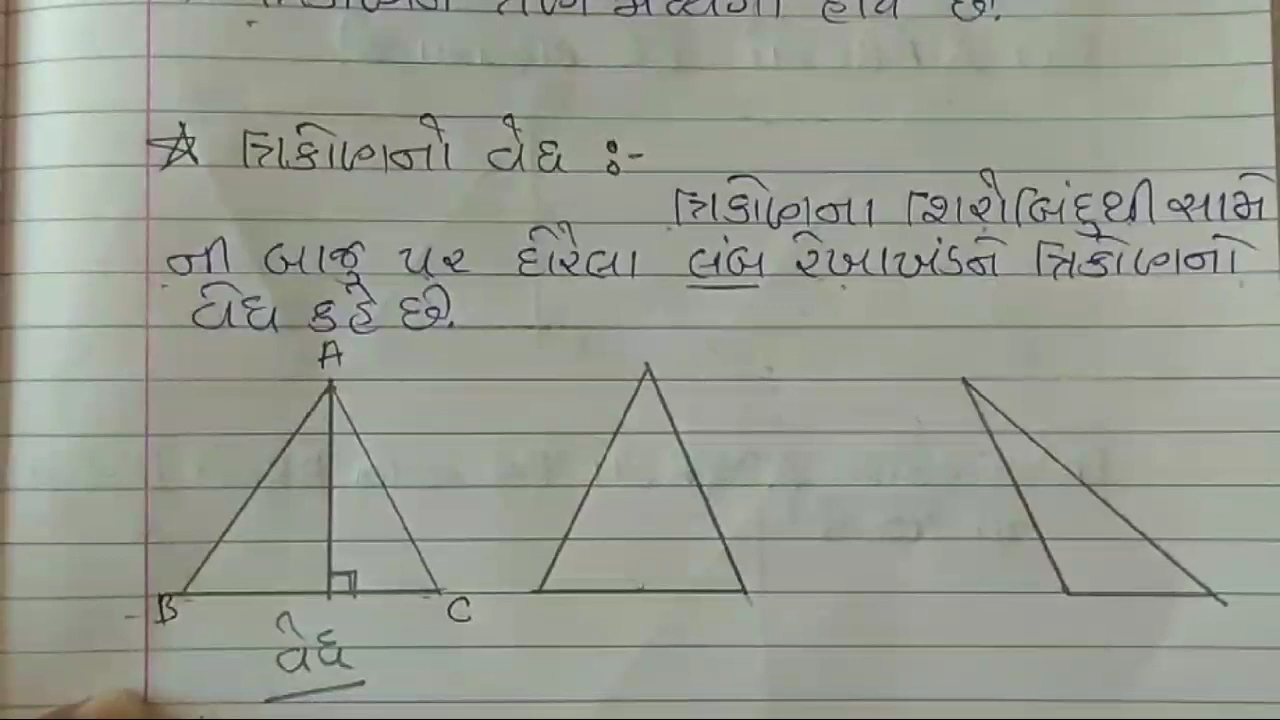 હોય છે.
☆ ત્રિકોણનો વેધ :-
ત્રિકોણના શિરોબિંદુથી સામે
ની બાજુ પર દોરેલા લંબ રેખાખંડને ત્રિકોણનો
વેધ કહે છે.
A
B
C
વેધ